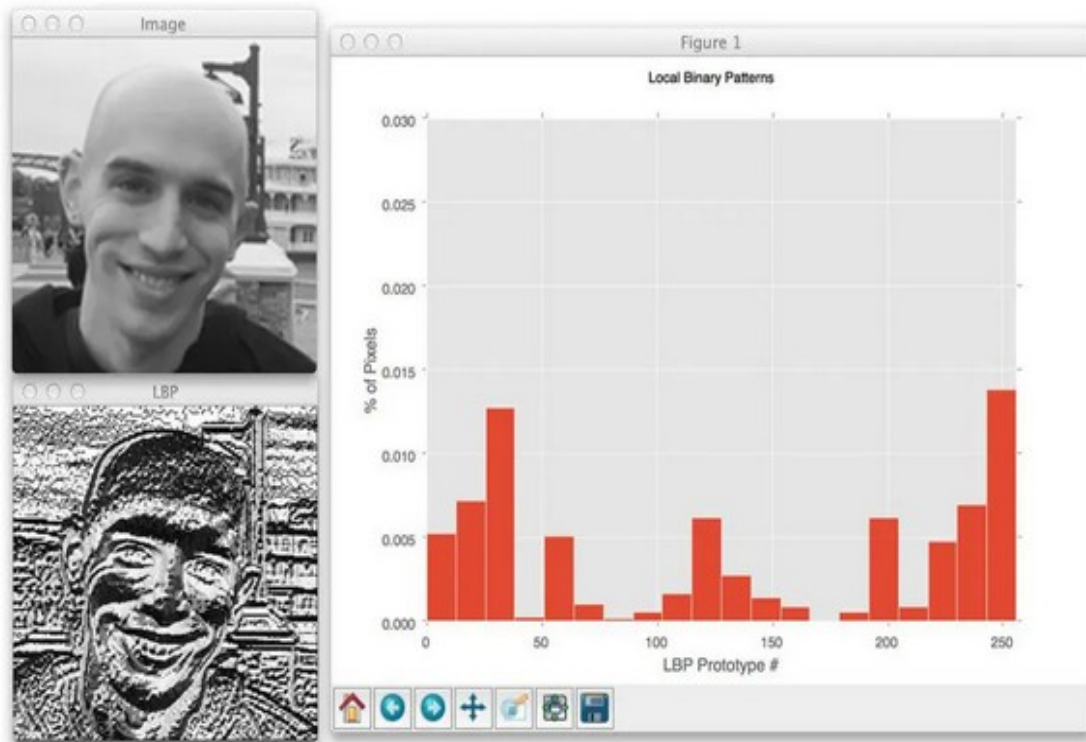 Image
LBP
Figure 1
Local Binary Patterns
% of Pixels
0.030
0.025
0.020
0.015
0.010
0.005
0.000
0
50
100
150
200
250
LBP Prototype #